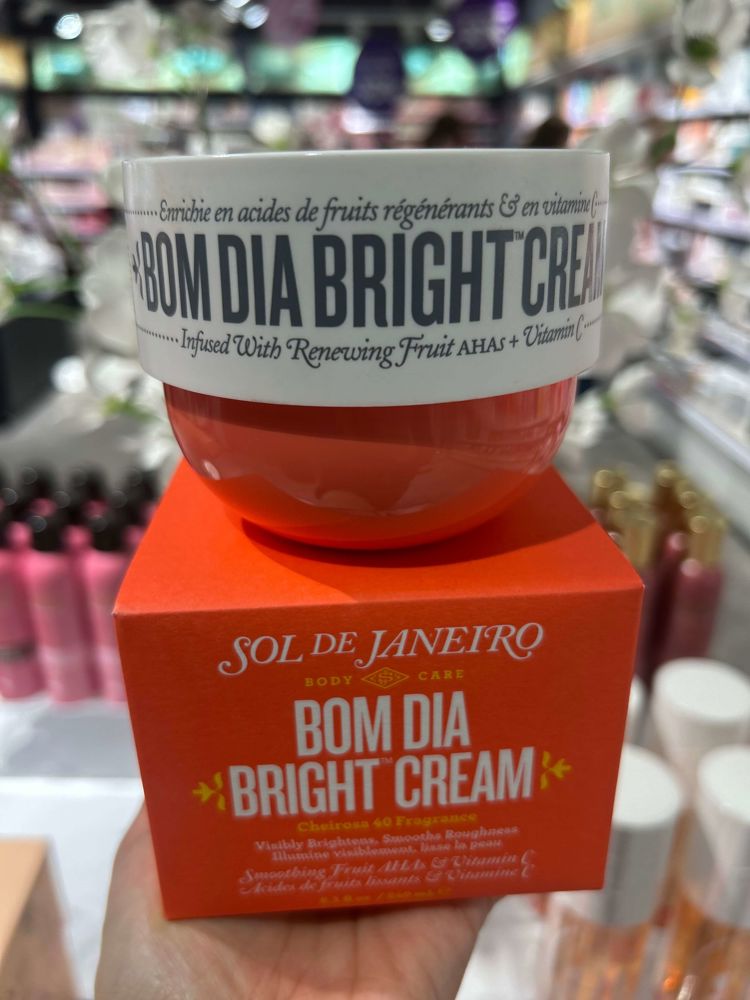 Enrichie en acides de fruits régénérants & en vitamine C
BOM DIA BRIGHT™ CREAM
Infused With Renewing Fruit AHAs + Vitamin C
SOL DE JANEIRO
BODY CARE
BOM DIA
BRIGHT™ CREAM
Cheirosa 40 Fragrance
Visibly Brightens, Smooths Roughness
Illumine visiblement, lisse la peau
Smoothing Fruit AHAs & Vitamin C
Acides de fruits lissants & Vitamine C